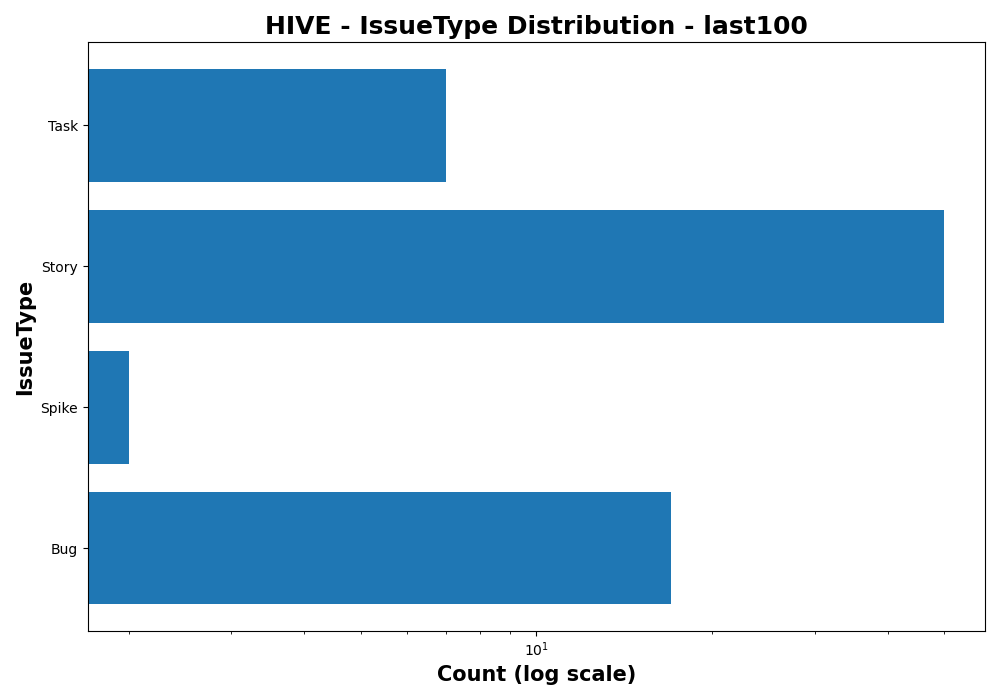 HIVE - IssueType Distribution - last100
IssueType
Task
Story
Spike
Bug
10¹
Count (log scale)